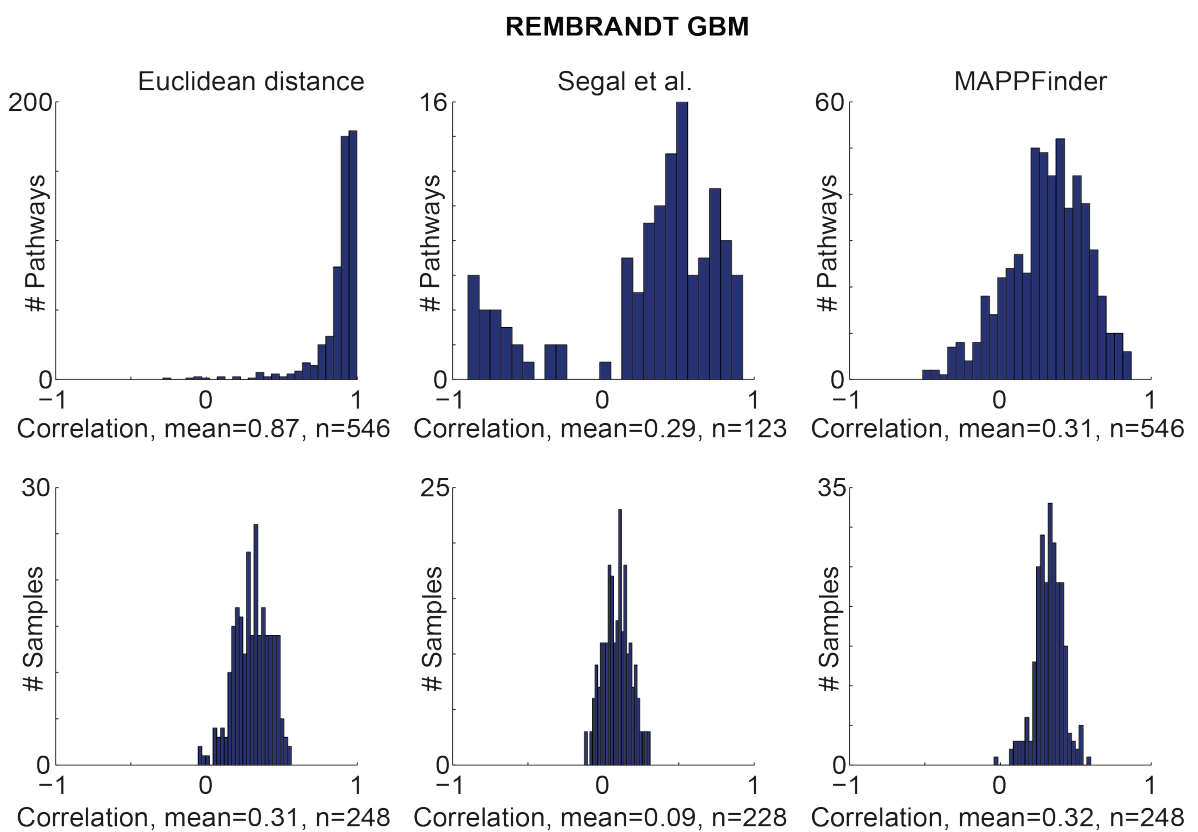 REMBRANDT GBM
Euclidean distance
Segal et al.
MAPPFinder
200
# Pathways
0
−1
0
1
Correlation, mean=0.87, n=546
16
# Pathways
0
−1
0
1
Correlation, mean=0.29, n=123
60
# Pathways
0
−1
0
1
Correlation, mean=0.31, n=546
30
# Samples
0
−1
0
1
Correlation, mean=0.31, n=248
25
# Samples
0
−1
0
1
Correlation, mean=0.09, n=228
35
# Samples
0
−1
0
1
Correlation, mean=0.32, n=248